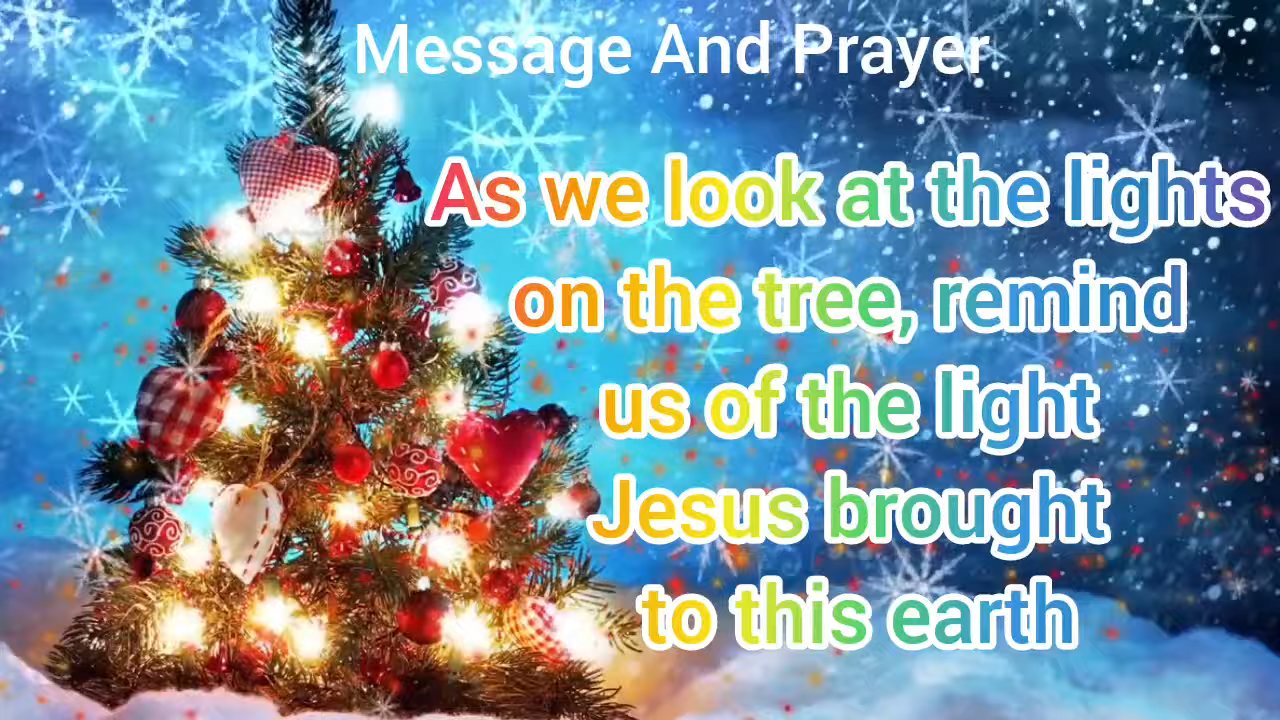 Message And Prayer
As we look at the lights
on the tree, remind
us of the light
Jesus brought
to this earth